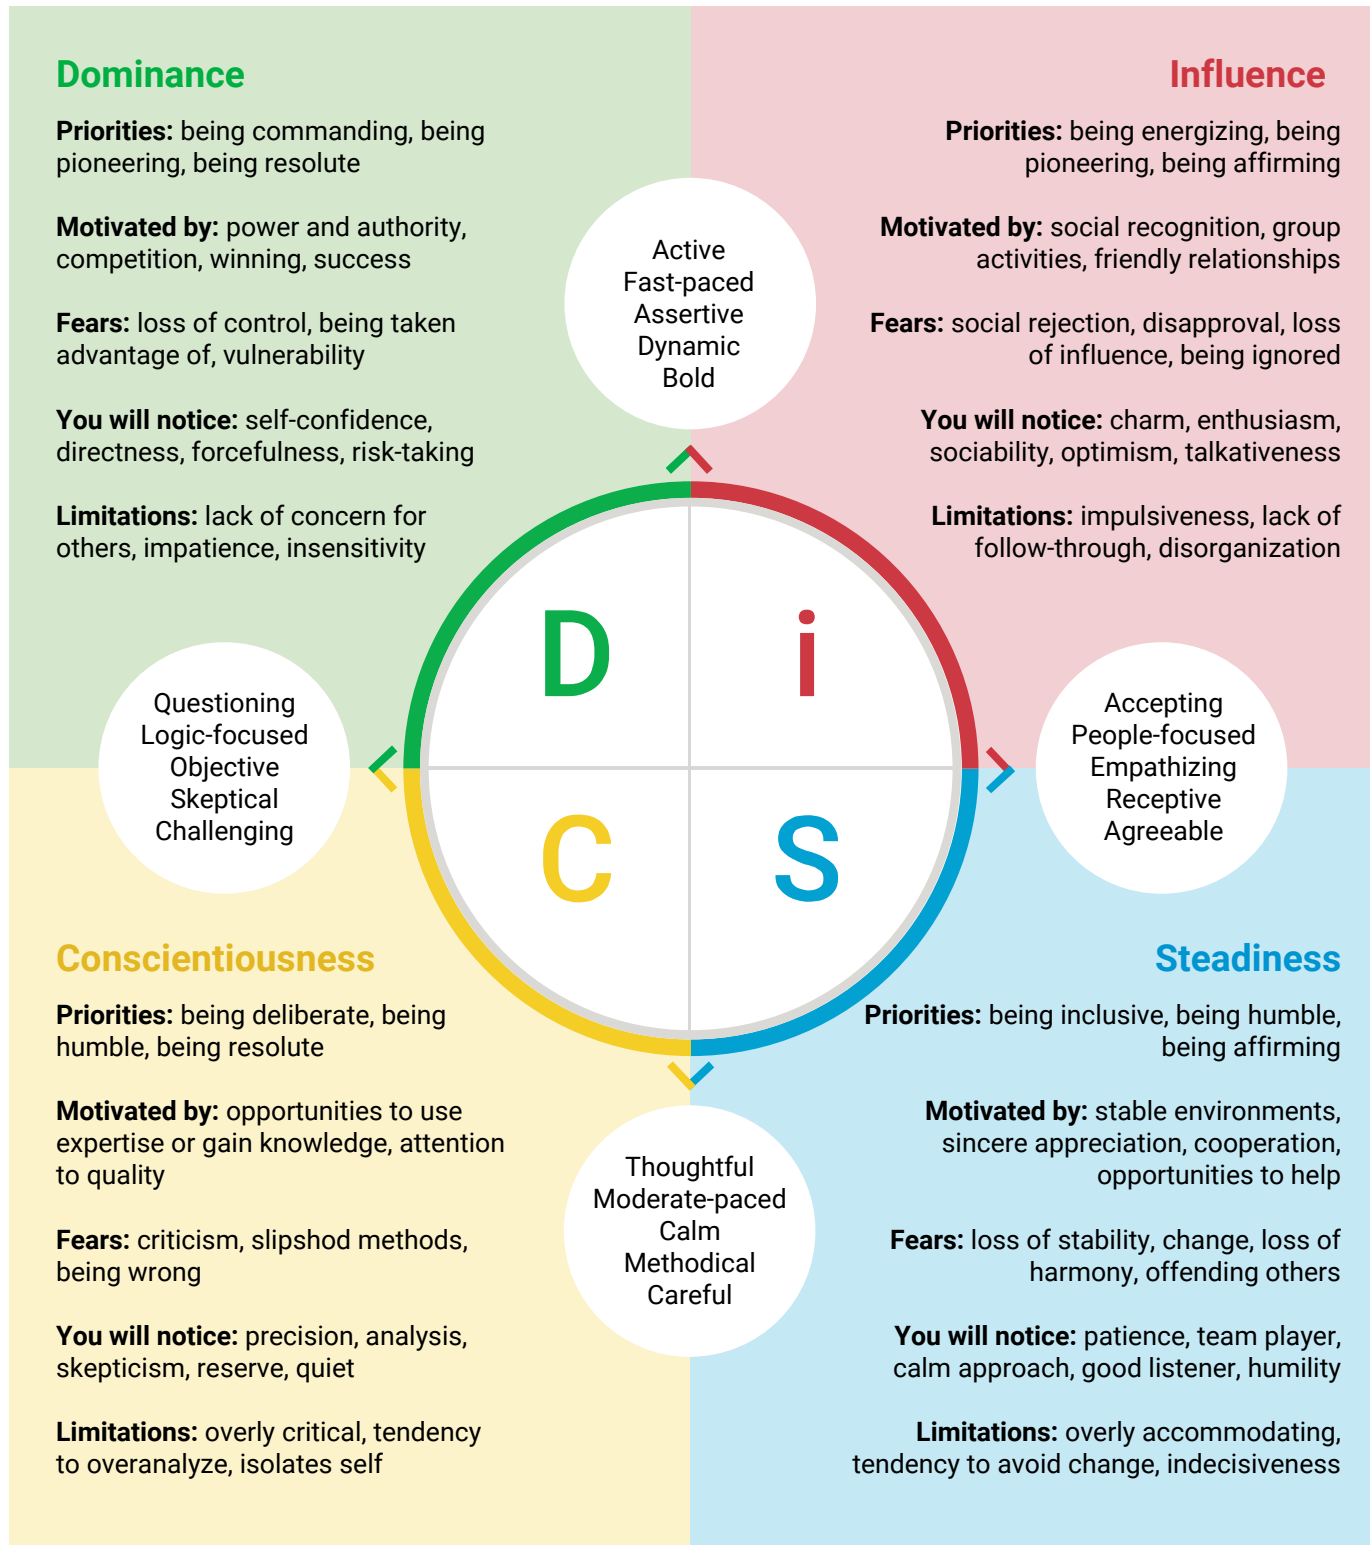 Dominance
Priorities: being commanding, being
pioneering, being resolute
Motivated by: power and authority,
competition, winning, success
Fears: loss of control, being taken
advantage of, vulnerability
You will notice: self-confidence,
directness, forcefulness, risk-taking
Limitations: lack of concern for
others, impatience, insensitivity
Influence
Priorities: being energizing, being
pioneering, being affirming
Motivated by: social recognition, group
activities, friendly relationships
Fears: social rejection, disapproval, loss
of influence, being ignored
You will notice: charm, enthusiasm,
sociability, optimism, talkativeness
Limitations: impulsiveness, lack of
follow-through, disorganization
Active
Fast-paced
Assertive
Dynamic
Bold
Questioning
Logic-focused
Objective
Skeptical
Challenging
D
i
C
S
Accepting
People-focused
Empathizing
Receptive
Agreeable
Conscientiousness
Priorities: being deliberate, being
humble, being resolute
Motivated by: opportunities to use
expertise or gain knowledge, attention
to quality
Fears: criticism, slipshod methods,
being wrong
You will notice: precision, analysis,
skepticism, reserve, quiet
Limitations: overly critical, tendency
to overanalyze, isolates self
Thoughtful
Moderate-paced
Calm
Methodical
Careful
Steadiness
Priorities: being inclusive, being humble,
being affirming
Motivated by: stable environments,
sincere appreciation, cooperation,
opportunities to help
Fears: loss of stability, change, loss of
harmony, offending others
You will notice: patience, team player,
calm approach, good listener, humility
Limitations: overly accommodating,
tendency to avoid change, indecisiveness